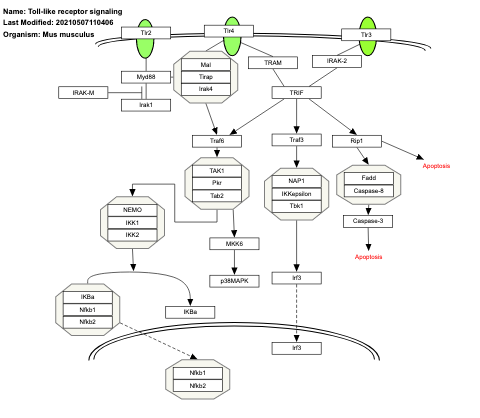 Name: Toll-like receptor signaling
Last Modified: 20210507110406
Organism: Mus musculus
Tlr2
Tlr4
Tlr3
Mal
Tirap
Irak4
TRAM
IRAK-2
Myd88
IRAK-M
Irak1
TRIF
Traf6
Traf3
Rip1
Apoptosis
TAK1
Pkr
Tab2
NAP1
IKKepsilon
Tbk1
Fadd
Caspase-8
NEMO
IKK1
IKK2
Caspase-3
MKK6
Apoptosis
p38MAPK
Irf3
IKBa
Nfkb1
Nfkb2
IKBa
Irf3
Nfkb1
Nfkb2